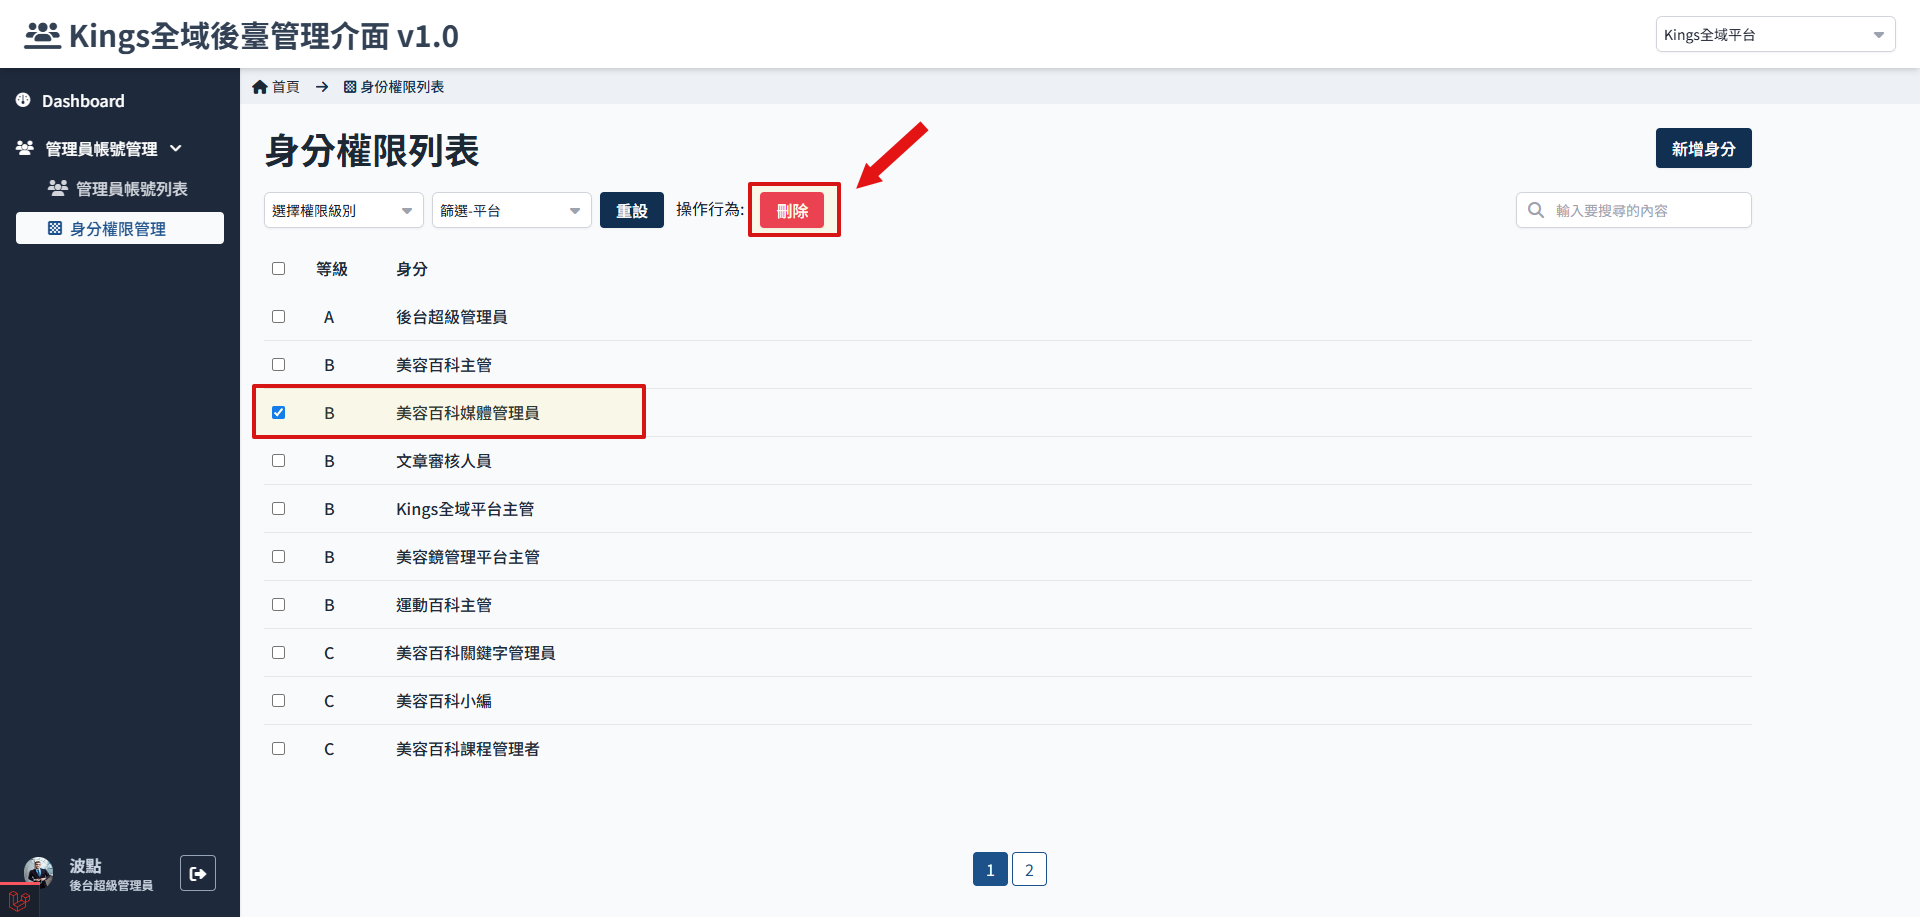 Kings全域後臺管理介面 v1.0
Kings全域平台
Dashboard
管理員帳號管理
管理員帳號列表
身分權限管理
首頁 → 身份權限列表
身分權限列表
新增身分
選擇權限級別 篩選-平台 重設 操作行為: 刪除 輸入要搜尋的內容
等級 身分
A 後台超級管理員
B 美容百科主管
B 美容百科媒體管理員
B 文章審核人員
B Kings全域平台主管
B 美容鏡管理平台主管
B 運動百科主管
C 美容百科關鍵字管理員
C 美容百科小編
C 美容百科課程管理者
波點
後台超級管理員
1 2